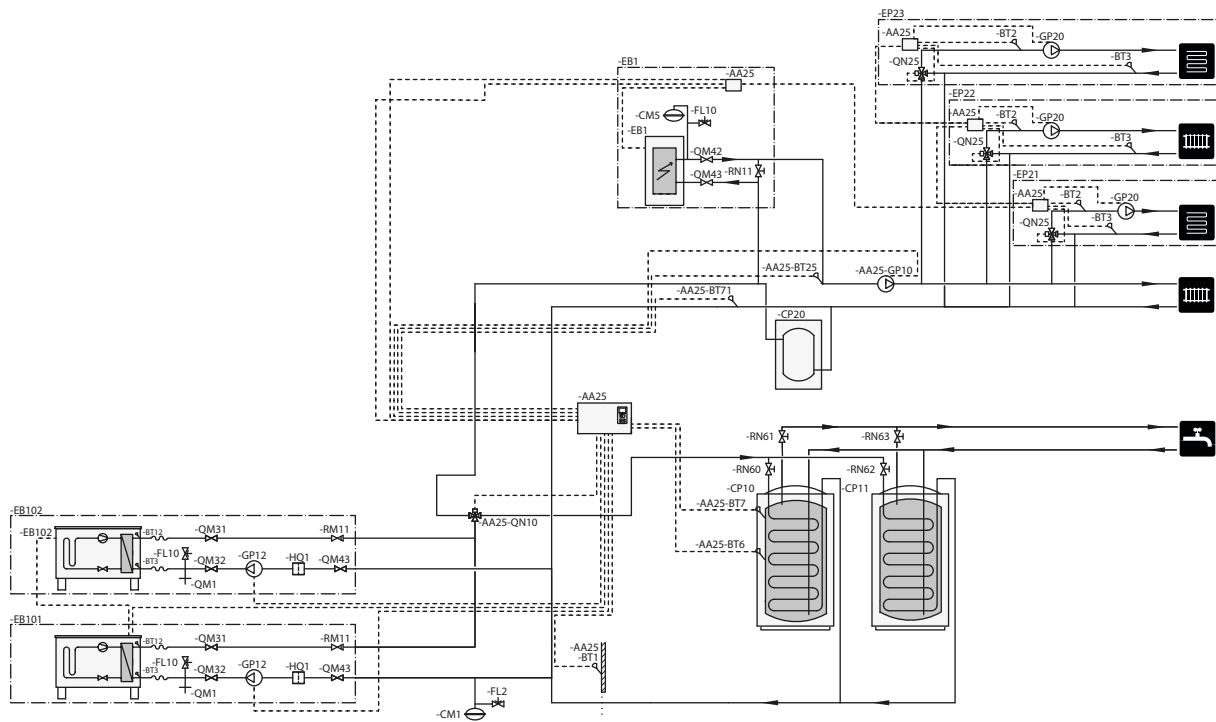 -EP23
-AA25
-BT2
-GP20
-QN25
-BT3
-EP22
-AA25
-BT2
-GP20
-QN25
-BT3
-EP21
-AA25
-BT2
-GP20
-QN25
-BT3
-EB1
-AA25
-CM5
-FL10
-EB1
-QM42
-QM43
-RN11
-AA25-BT25
-AA25-GP10
-AA25-BT71
-CP20
-AA25
-RN61
-RN63
-RN60
-RN62
-CP10
-CP11
-AA25-BT7
-AA25-BT6
-AA25-QN10
-EB102
-EB102
-BT12
-QM31
-RM11
-FL10
-BT3
-QM32
-GP12
-HQ1
-QM43
-QM1
-EB101
-BT12
-QM31
-RM11
-FL10
-BT3
-QM32
-GP12
-HQ1
-QM43
-QM1
-AA25
-BT1
-FL2
-CM1